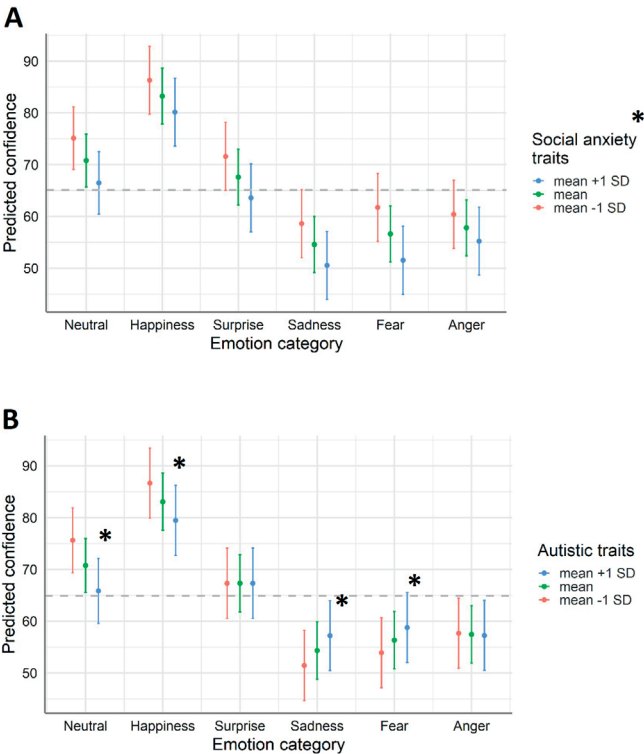 A
90
80
70
60
50
Predicted confidence
Neutral Happiness Surprise Sadness Fear Anger
Emotion category
*
Social anxiety
traits
mean +1 SD
mean
mean -1 SD
B
90
80
70
60
50
Predicted confidence
* * * *
Neutral Happiness Surprise Sadness Fear Anger
Emotion category
Autistic traits
mean +1 SD
mean
mean -1 SD